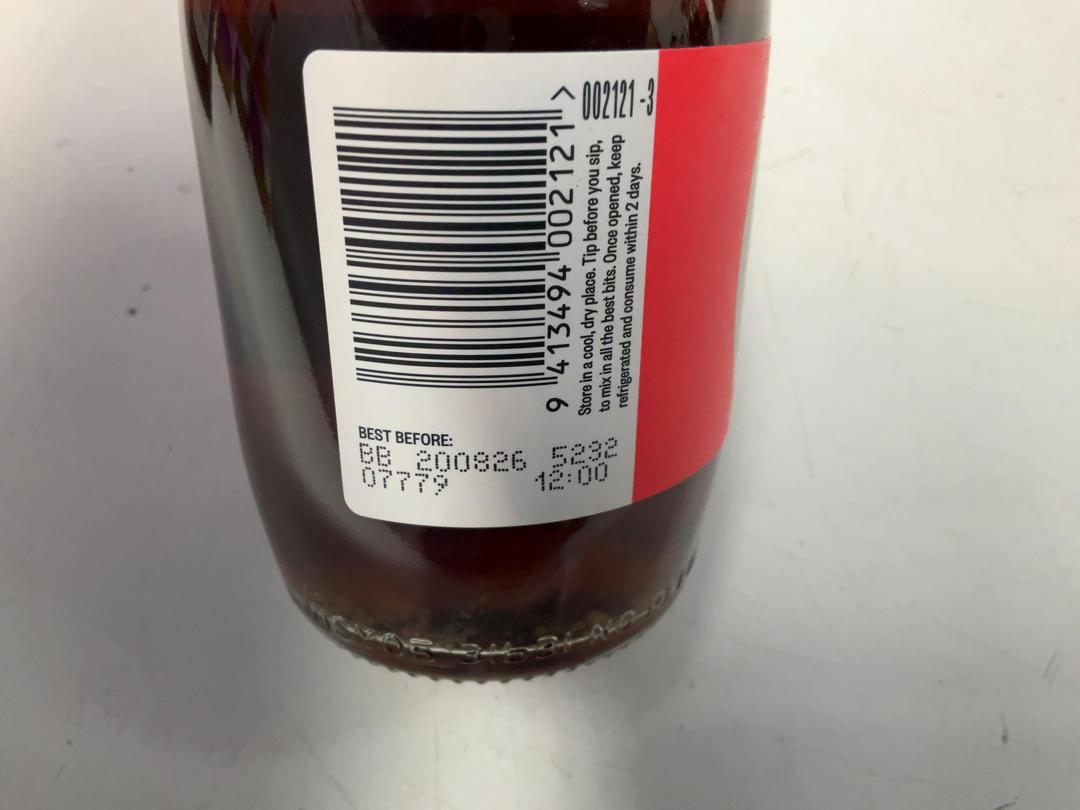 002121 -3
9 413494 002121 >
Store in a cool, dry place. Tip before you sip,
to mix in all the best bits. Once opened, keep
refrigerated and consume within 2 days.
BEST BEFORE:
BB 200826 5292
07779 12:00